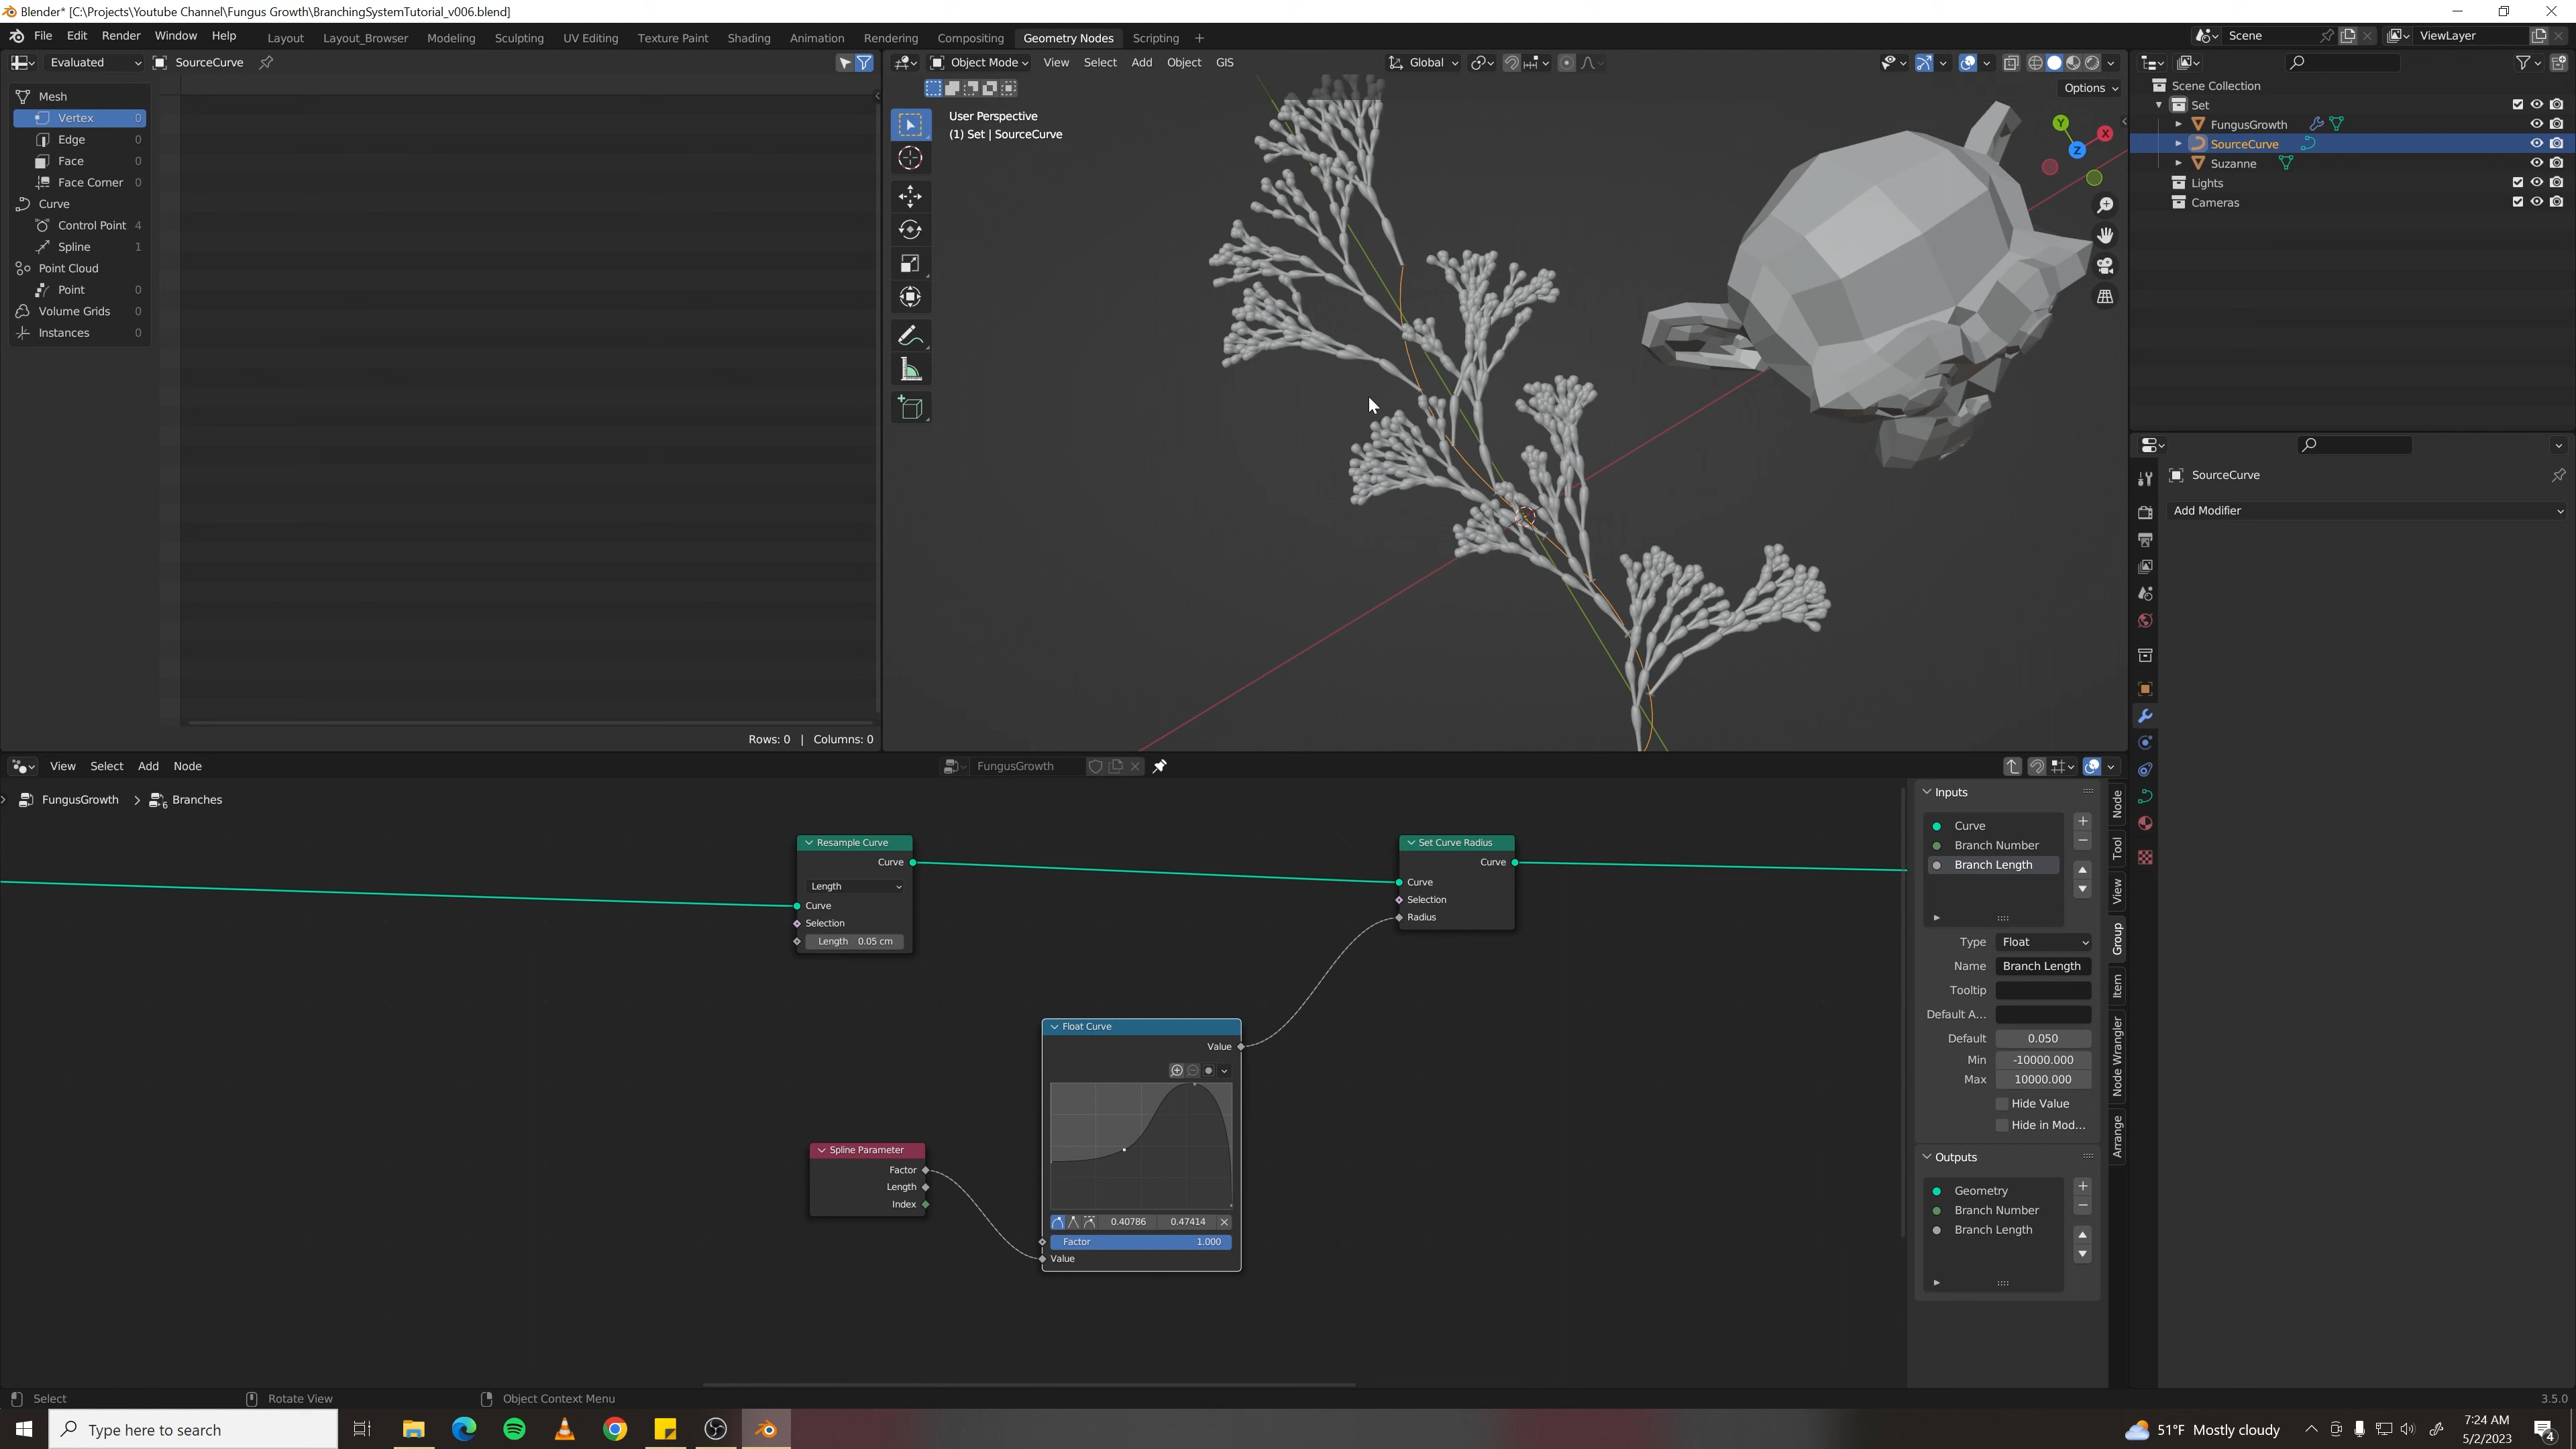 Blender* [C:\Projects\Youtube Channel\Fungus Growth\BranchingSystemTutorial_v006.blend]
File Edit Render Window Help Layout Layout_Browser Modeling Sculpting UV Editing Texture Paint Shading Animation Rendering Compositing Geometry Nodes Scripting + Scene ViewLayer
Evaluated SourceCurve
Object Mode View Select Add Object GIS Global
Options
Mesh
Vertex 0
Edge 0
Face 0
Face Corner 0
Curve
Control Point 4
Spline 1
Point Cloud
Point 0
Volume Grids 0
Instances 0
Rows: 0 | Columns: 0
User Perspective
(1) Set | SourceCurve
Y
X
Z
Scene Collection
Set
FungusGrowth
SourceCurve
Suzanne
Lights
Cameras
SourceCurve
Add Modifier
View Select Add Node FungusGrowth
FungusGrowth > Branches
6
Resample Curve
Curve
Length
Curve
Selection
Length 0.05 cm
Set Curve Radius
Curve
Curve
Selection
Radius
Float Curve
Value
0.40786 0.47414
Factor 1.000
Value
Spline Parameter
Factor
Length
Index
Inputs
Curve
Branch Number
Branch Length
Type Float
Name Branch Length
Tooltip
Default A...
Default 0.050
Min -10000.000
Max 10000.000
Hide Value
Hide in Mod...
Outputs
Geometry
Branch Number
Branch Length
Node
Tool
View
Group
Item
Node Wrangler
Arrange
Select Rotate View Object Context Menu 3.5.0
Type here to search
51°F Mostly cloudy
7:24 AM
5/2/2023
4